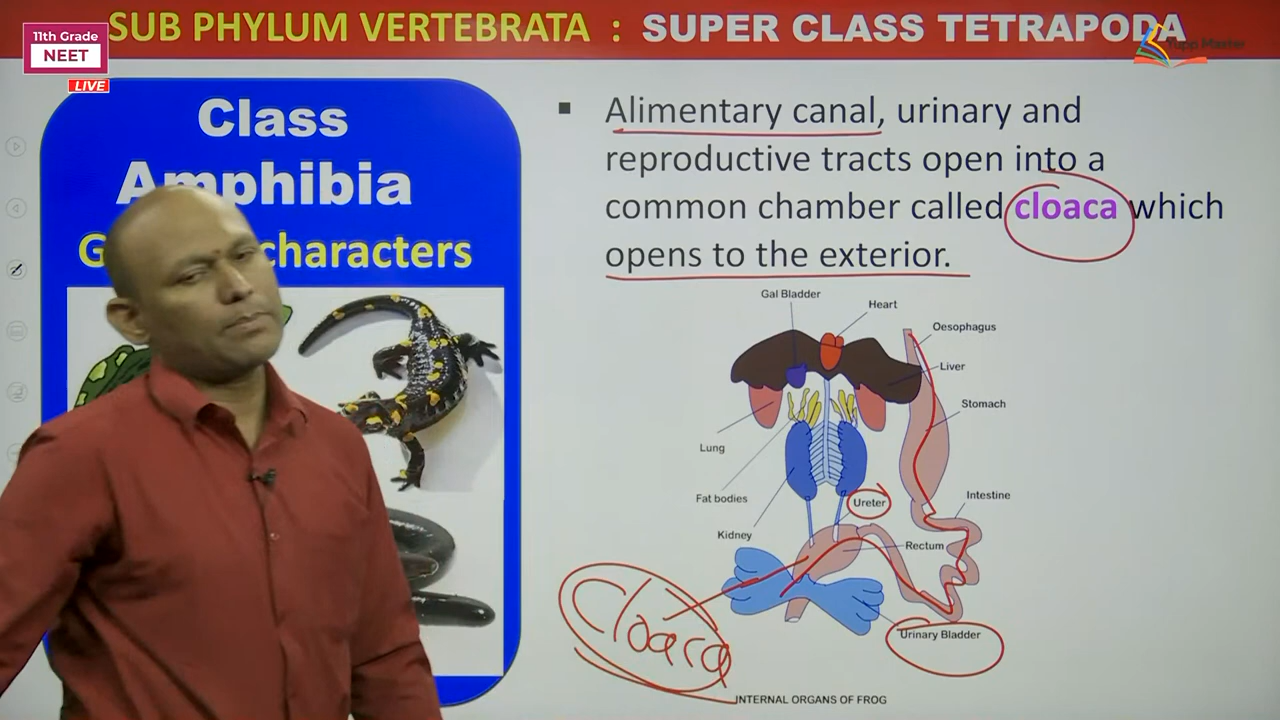 SUB PHYLUM VERTEBRATA : SUPER CLASS TETRAPODA
11th Grade
NEET
LIVE
Class
Amphibia
characters
▪ Alimentary canal, urinary and
reproductive tracts open into a
common chamber called cloaca which
opens to the exterior.
Gal Bladder
Heart
Oesophagus
Liver
Stomach
Lung
Fat bodies
Intestine
Ureter
Kidney
Rectum
Cloaca
Urinary Bladder
INTERNAL ORGANS OF FROG